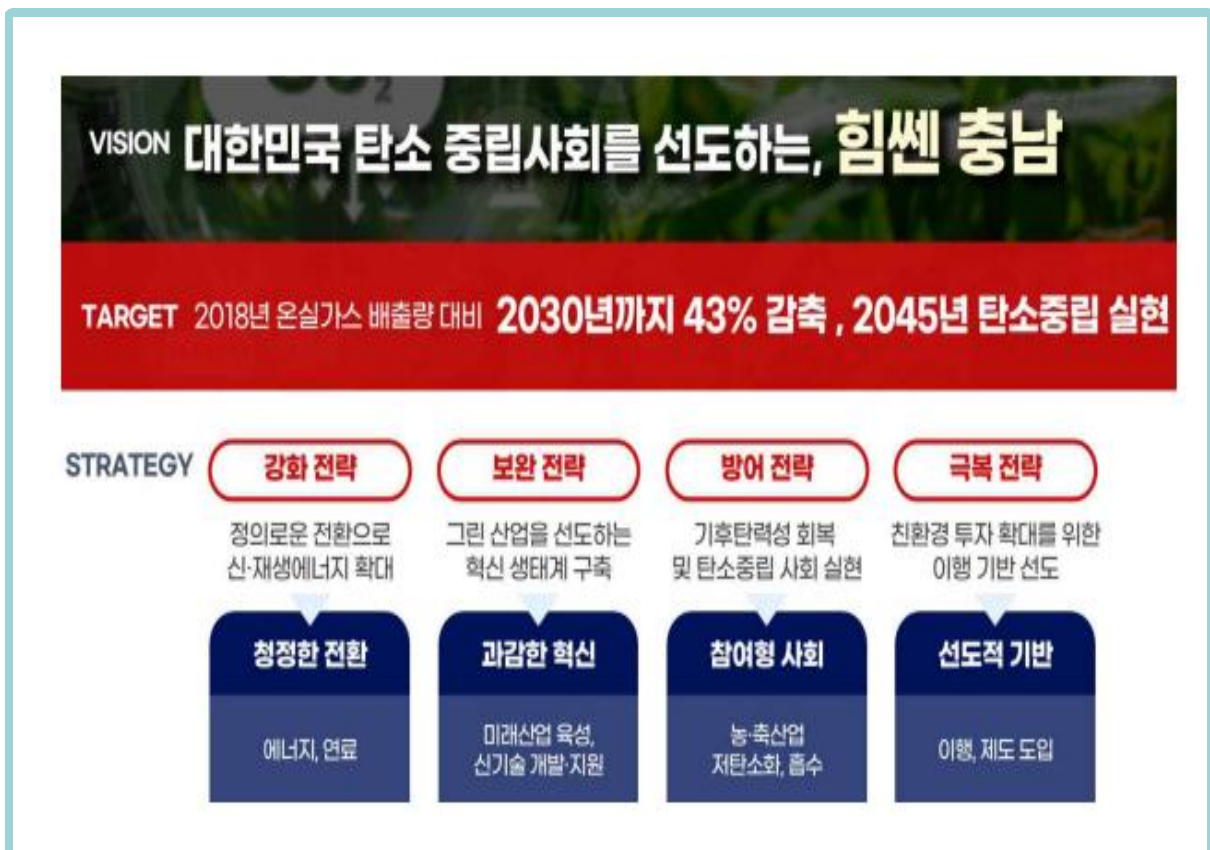 VISION 대한민국 탄소 중립사회를 선도하는, 힘쎈 충남
TARGET 2018년 온실가스 배출량 대비 2030년까지 43% 감축 , 2045년 탄소중립 실현
STRATEGY 강화 전략 보완 전략 방어 전략 극복 전략
정의로운 전환으로
신·재생에너지 확대
그린 산업을 선도하는
혁신 생태계 구축
기후탄력성 회복
및 탄소중립 사회 실현
친환경 투자 확대를 위한
이행 기반 선도
청정한 전환 과감한 혁신 참여형 사회 선도적 기반
에너지, 연료
미래산업 육성,
신기술 개발·지원
농·축산업
저탄소화, 흡수
이행, 제도 도입